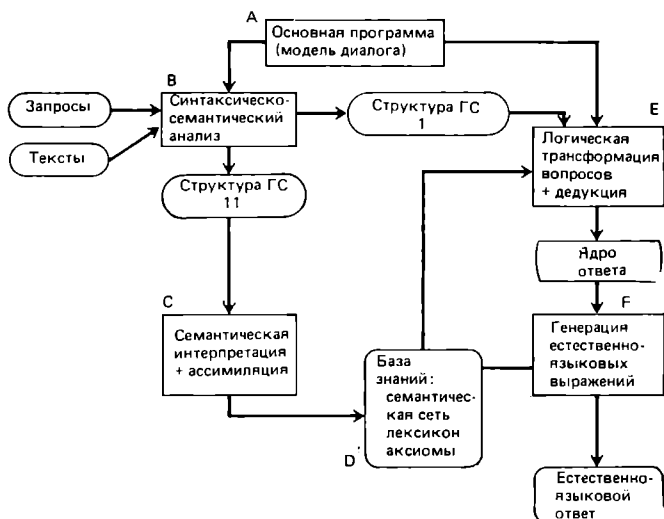 A
Основная программа
(модель диалога)
B
Запросы
Тексты
Синтаксическо-
семантический
анализ
Структура ГС
1
E
Логическая
трансформация
вопросов
+ дедукция
Структура ГС
11
Ядро
ответа
C
Семантическая
интерпретация
+ ассимиляция
F
Генерация
естественно-
языковых
выражений
База
знаний:
семантичес-
кая сеть
лексикон
аксиомы
D
Естественно-
языковой
ответ